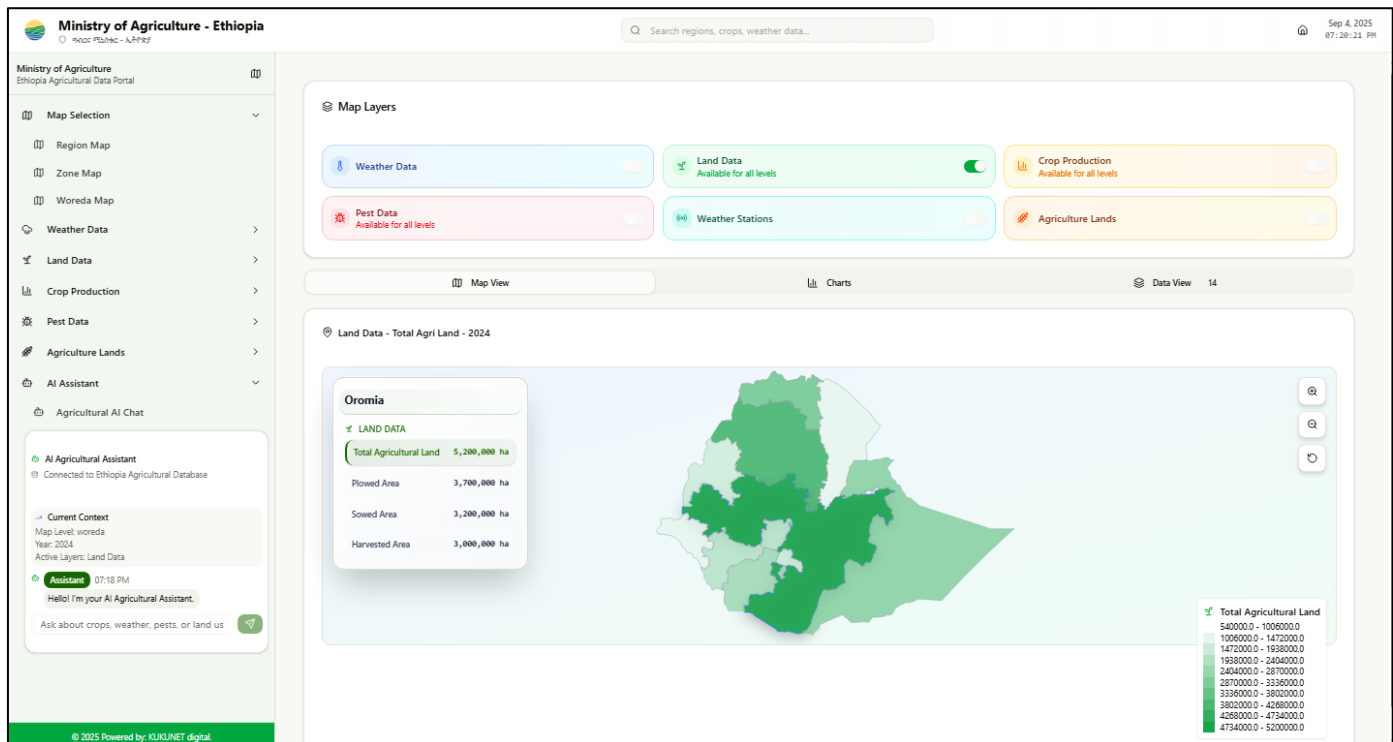 Ministry of Agriculture - Ethiopia
ግብርና ሚኒስቴር - ኢትዮጵያ
Search regions, crops, weather data...
Sep 4, 2025
07:20:21 PM
Ministry of Agriculture
Ethiopia Agricultural Data Portal
Map Selection
Region Map
Zone Map
Woreda Map
Weather Data
Land Data
Crop Production
Pest Data
Agriculture Lands
AI Assistant
Agricultural AI Chat
AI Agricultural Assistant
Connected to Ethiopia Agricultural Database
Current Context
Map Level: woreda
Year: 2024
Active Layers: Land Data
Assistant 07:18 PM
Hello! I'm your AI Agricultural Assistant.
Ask about crops, weather, pests, or land us
© 2025 Powered by: KUKUNET digital.
Map Layers
Weather Data
Land Data
Available for all levels
Crop Production
Available for all levels
Pest Data
Available for all levels
Weather Stations
Agriculture Lands
Map View
Charts
Data View 14
Land Data - Total Agri Land - 2024
Oromia
LAND DATA
Total Agricultural Land 5,200,000 ha
Plowed Area 3,700,000 ha
Sowed Area 3,200,000 ha
Harvested Area 3,000,000 ha
Total Agricultural Land
540000.0 - 1006000.0
1006000.0 - 1472000.0
1472000.0 - 1938000.0
1938000.0 - 2404000.0
2404000.0 - 2870000.0
2870000.0 - 3336000.0
3336000.0 - 3802000.0
3802000.0 - 4268000.0
4268000.0 - 4734000.0
4734000.0 - 5200000.0